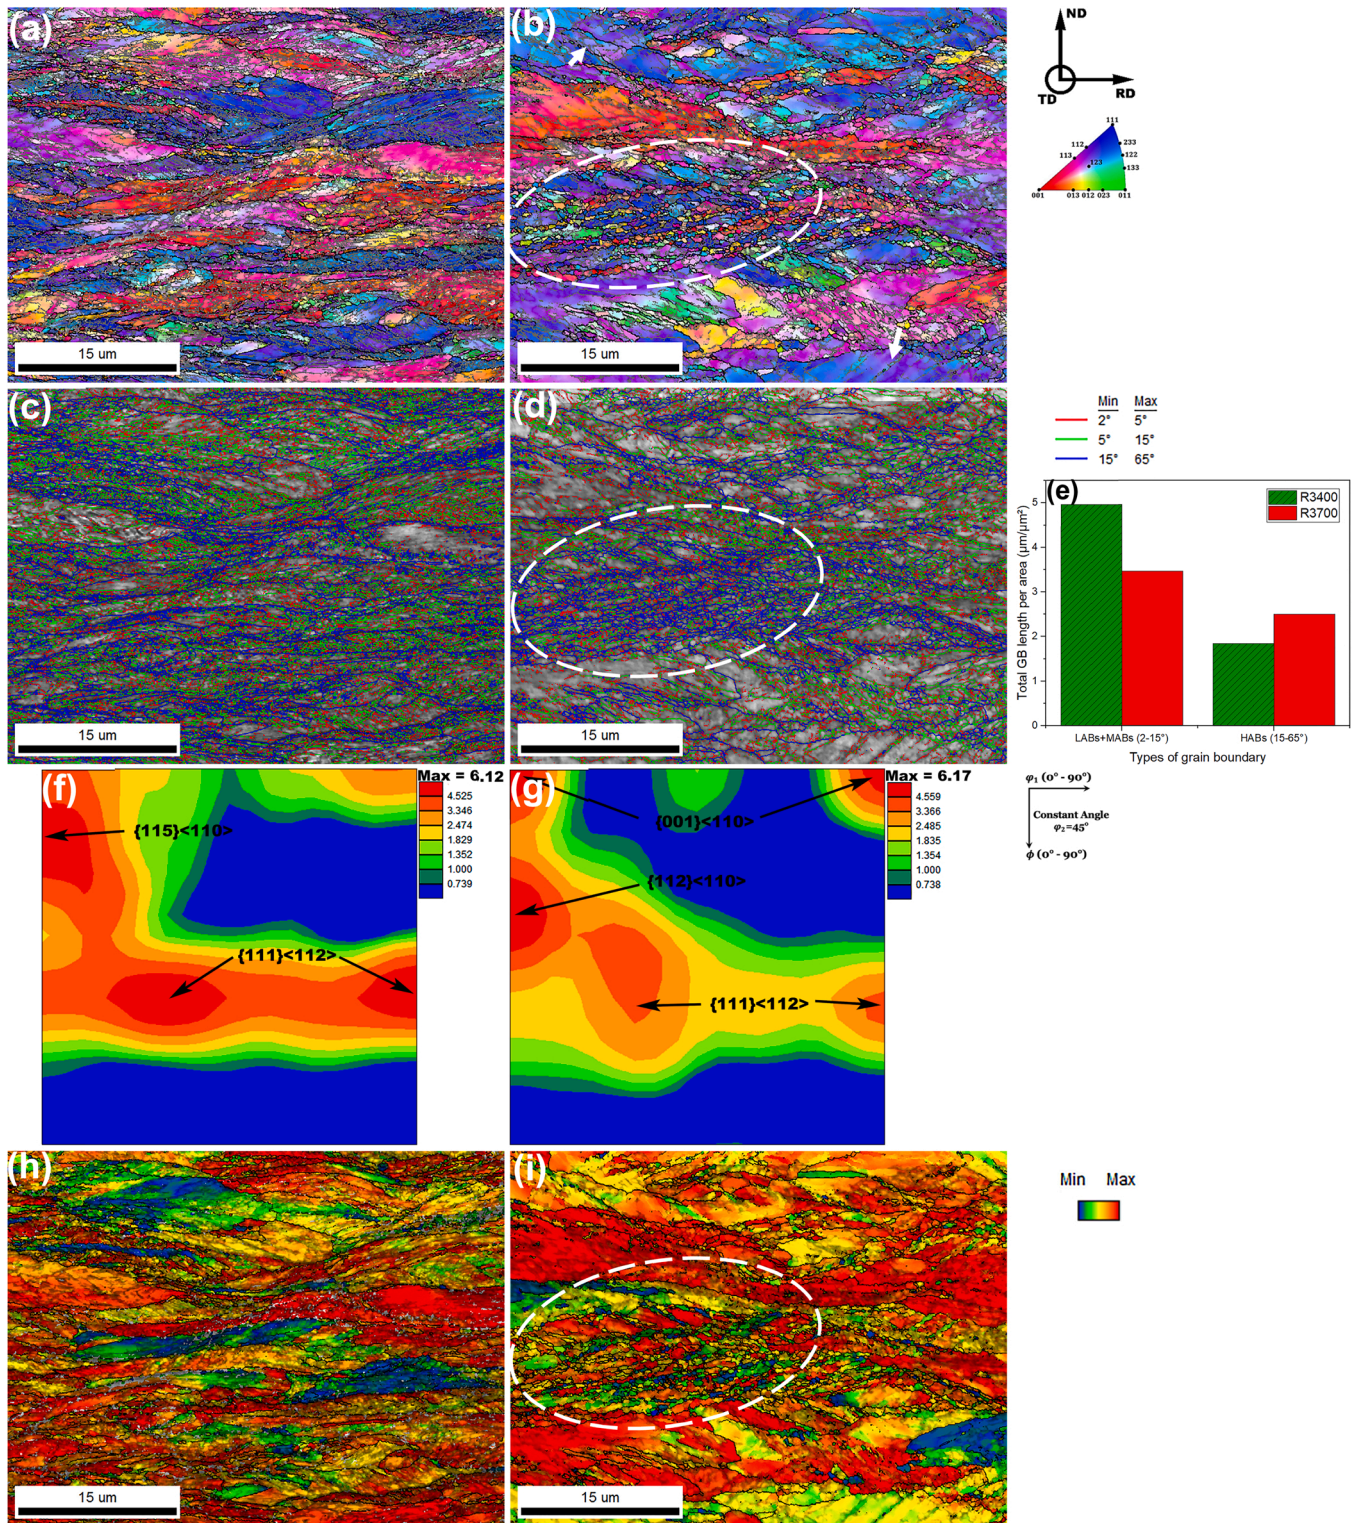 (a)
(b)
ND
TD
RD
111
233
112
122
113
123
133
001
013
012
023
011
15 um
15 um
(c)
(d)
Min Max
2° 5°
5° 15°
15° 65°
(e)
R3400
R3700
5
4
3
2
1
0
Total GB length per area (μm/μm²)
LABs+MABs (2-15°)
HABs (15-65°)
Types of grain boundary
15 um
15 um
(f)
Max = 6.12
4.525
3.346
2.474
1.829
1.352
1.000
0.739
{115}<110>
{111}<112>
(g)
Max = 6.17
4.559
3.366
2.485
1.835
1.354
1.000
0.738
{001}<110>
{112}<110>
{111}<112>
φ1 (0° - 90°)
Constant Angle
φ2=45°
ϕ (0° - 90°)
(h)
(i)
Min Max
15 um
15 um